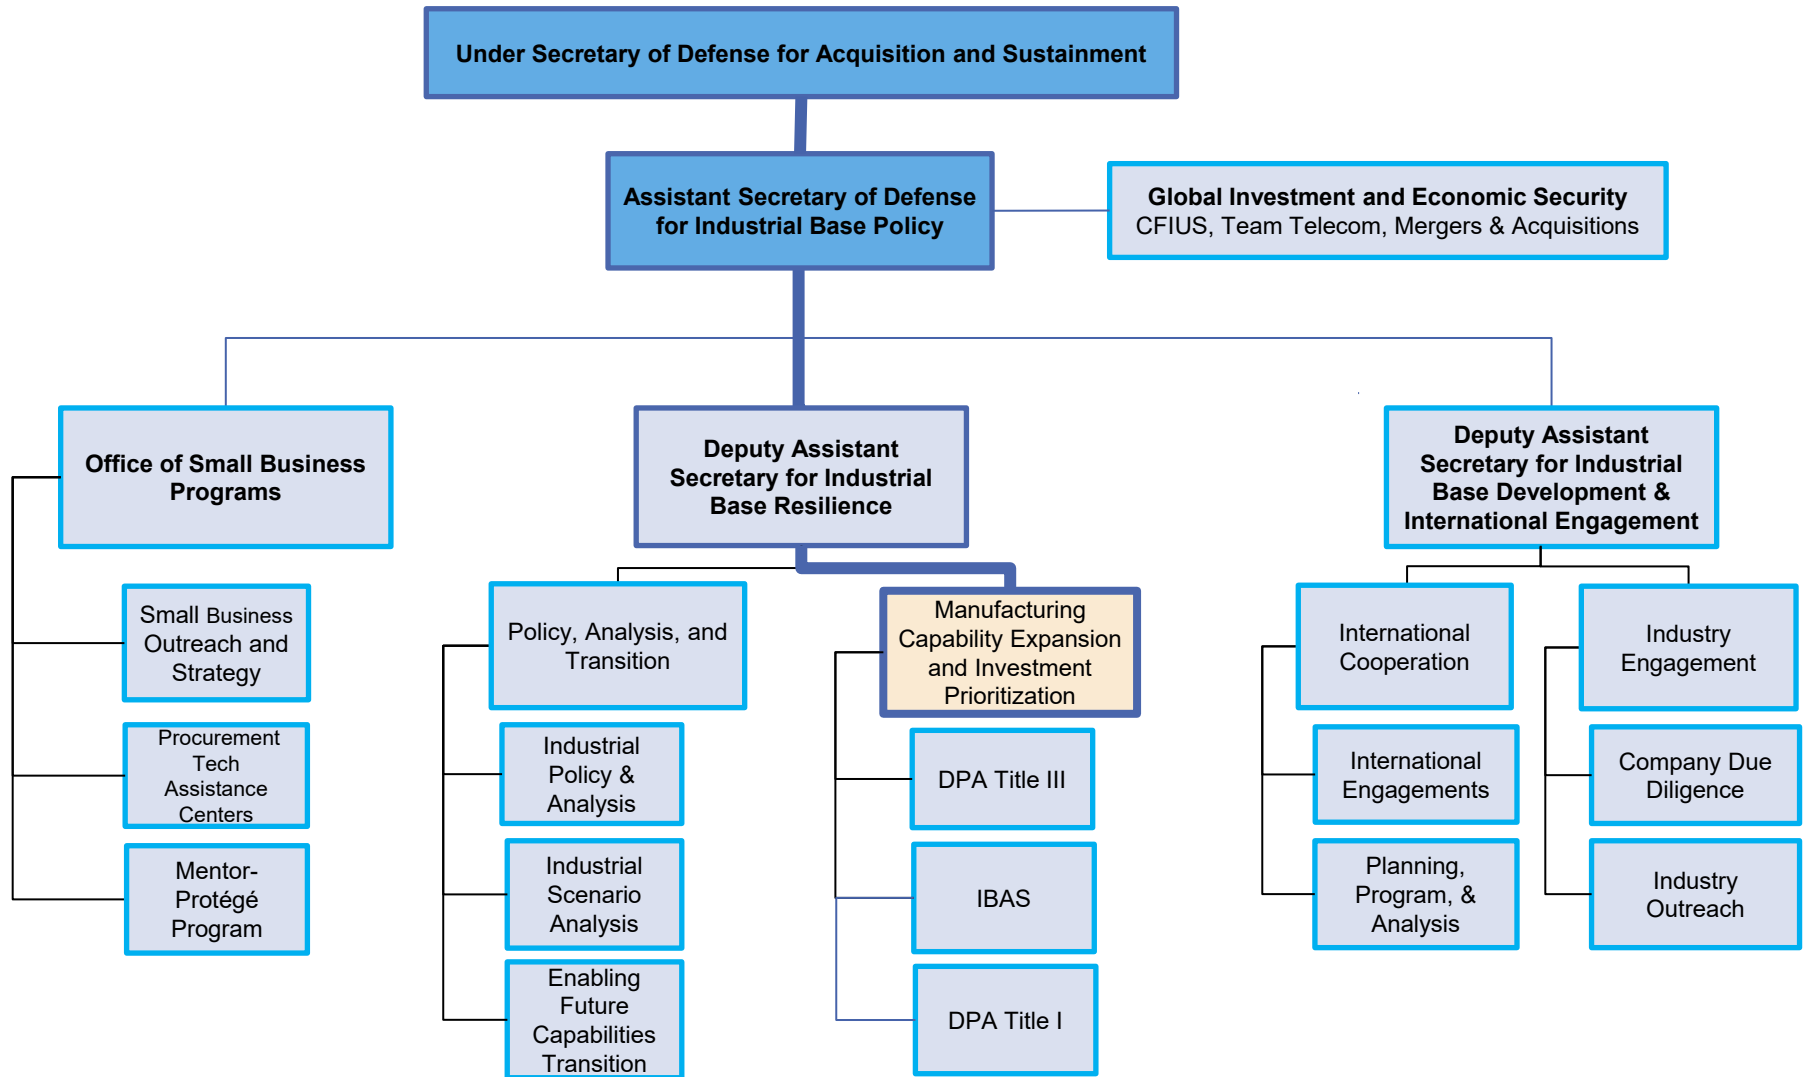 Under Secretary of Defense for Acquisition and Sustainment
Assistant Secretary of Defense
for Industrial Base Policy
Global Investment and Economic Security
CFIUS, Team Telecom, Mergers & Acquisitions
Office of Small Business
Programs
Small Business
Outreach and
Strategy
Procurement
Tech
Assistance
Centers
Mentor-
Protégé
Program
Deputy Assistant
Secretary for Industrial
Base Resilience
Policy, Analysis, and
Transition
Industrial
Policy &
Analysis
Industrial
Scenario
Analysis
Enabling
Future
Capabilities
Transition
Manufacturing
Capability Expansion
and Investment
Prioritization
DPA Title III
IBAS
DPA Title I
Deputy Assistant
Secretary for Industrial
Base Development &
International Engagement
International
Cooperation
International
Engagements
Planning,
Program, &
Analysis
Industry
Engagement
Company Due
Diligence
Industry
Outreach